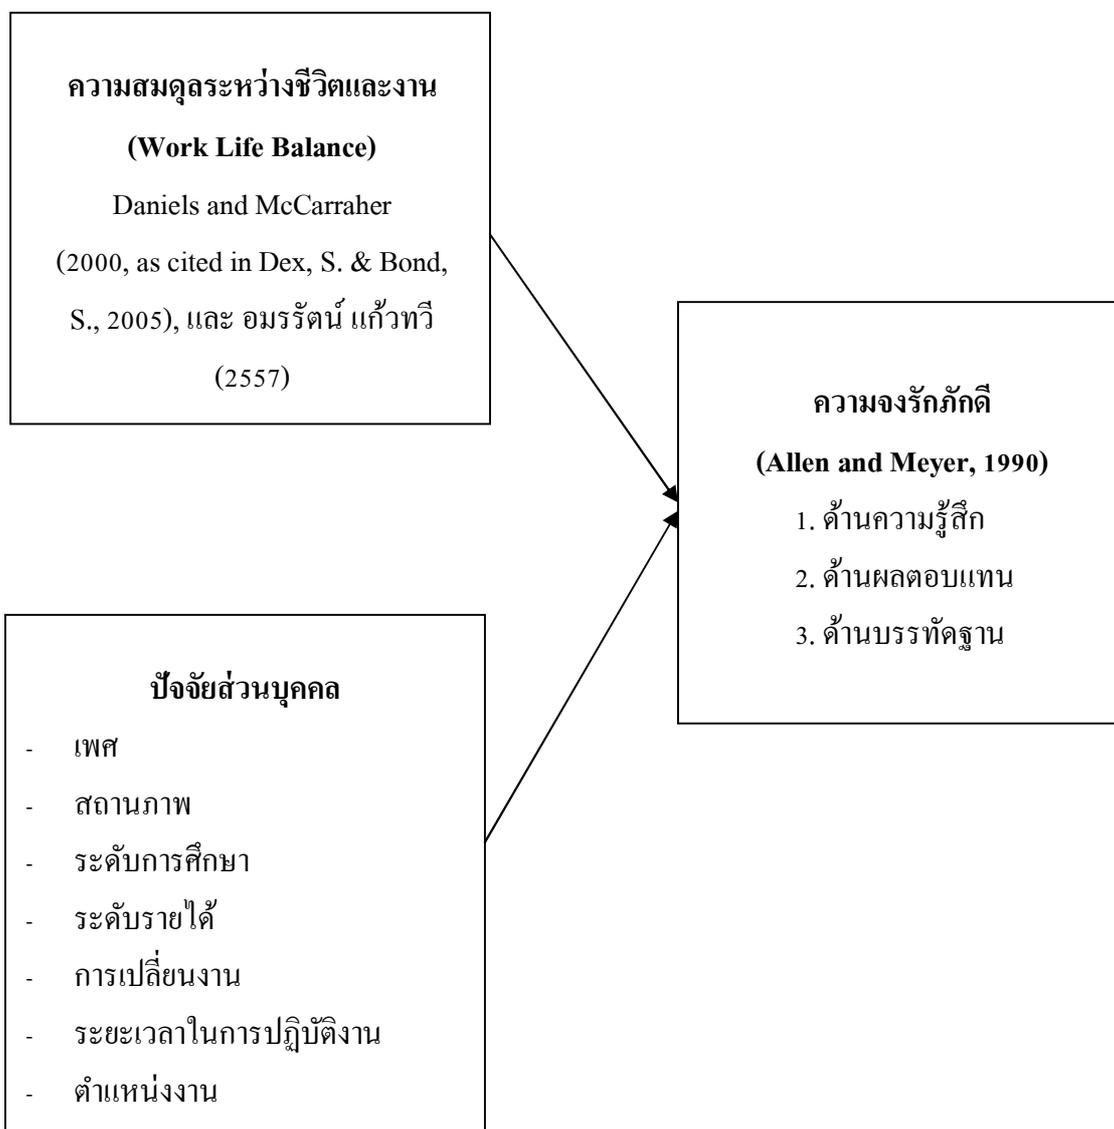 ความสมดุลระหว่างชีวิตและงาน
(Work Life Balance)
Daniels and McCarraher
(2000, as cited in Dex, S. & Bond,
S., 2005), และ อมรรัตน์ แก้วทวี
(2557)
ความจงรักภักดี
(Allen and Meyer, 1990)
1. ด้านความรู้สึก
2. ด้านผลตอบแทน
3. ด้านบรรทัดฐาน
ปัจจัยส่วนบุคคล
- เพศ
- สถานภาพ
- ระดับการศึกษา
- ระดับรายได้
- การเปลี่ยนงาน
- ระยะเวลาในการปฏิบัติงาน
- ตำแหน่งงาน